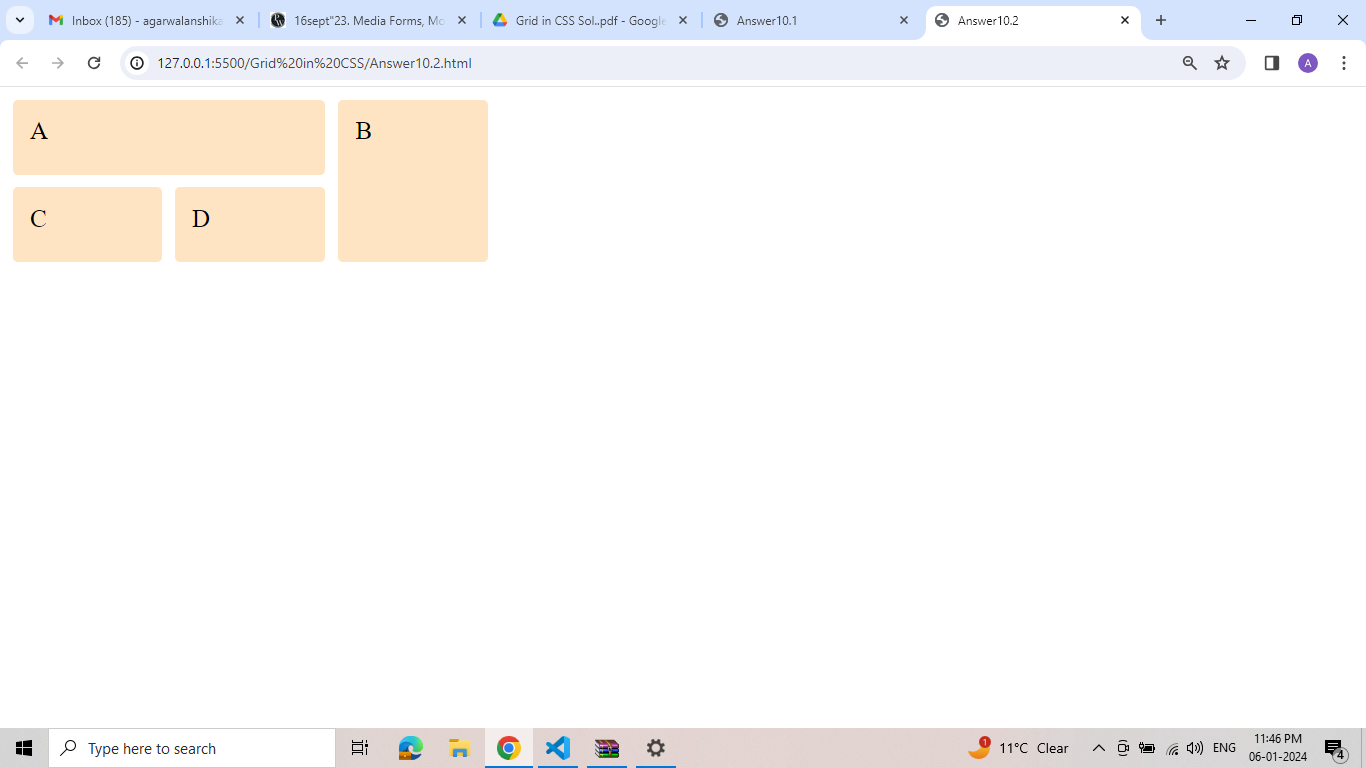 Inbox (185) - agarwalanshika
16sept"23. Media Forms, Mo
Grid in CSS Sol..pdf - Google
Answer10.1
Answer10.2
127.0.0.1:5500/Grid%20in%20CSS/Answer10.2.html
A
A
B
C
D
Type here to search
1
11°C Clear
ENG
11:46 PM
06-01-2024
4